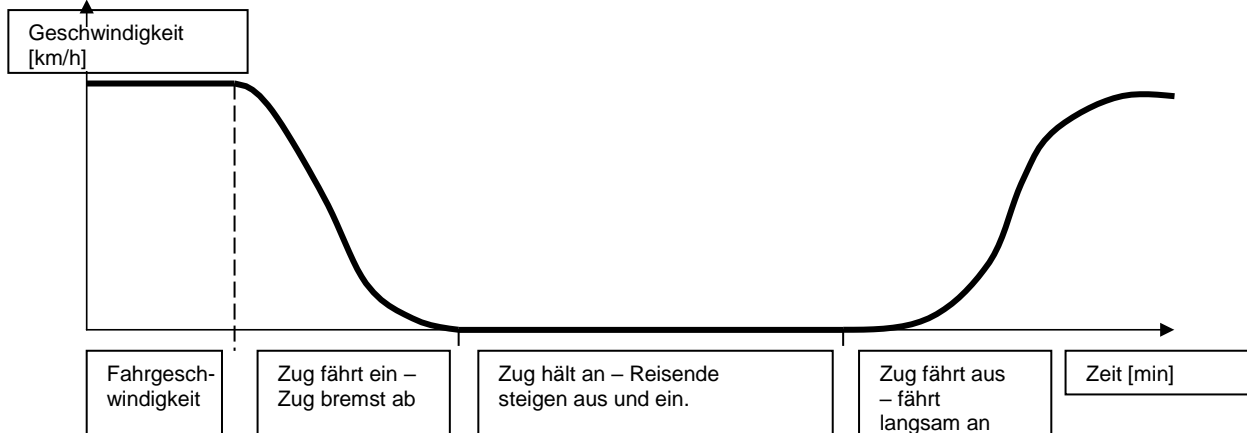 Geschwindigkeit
[km/h]
Fahrgesch-
windigkeit
Zug fährt ein –
Zug bremst ab
Zug hält an – Reisende
steigen aus und ein.
Zug fährt aus
– fährt
langsam an
Zeit [min]